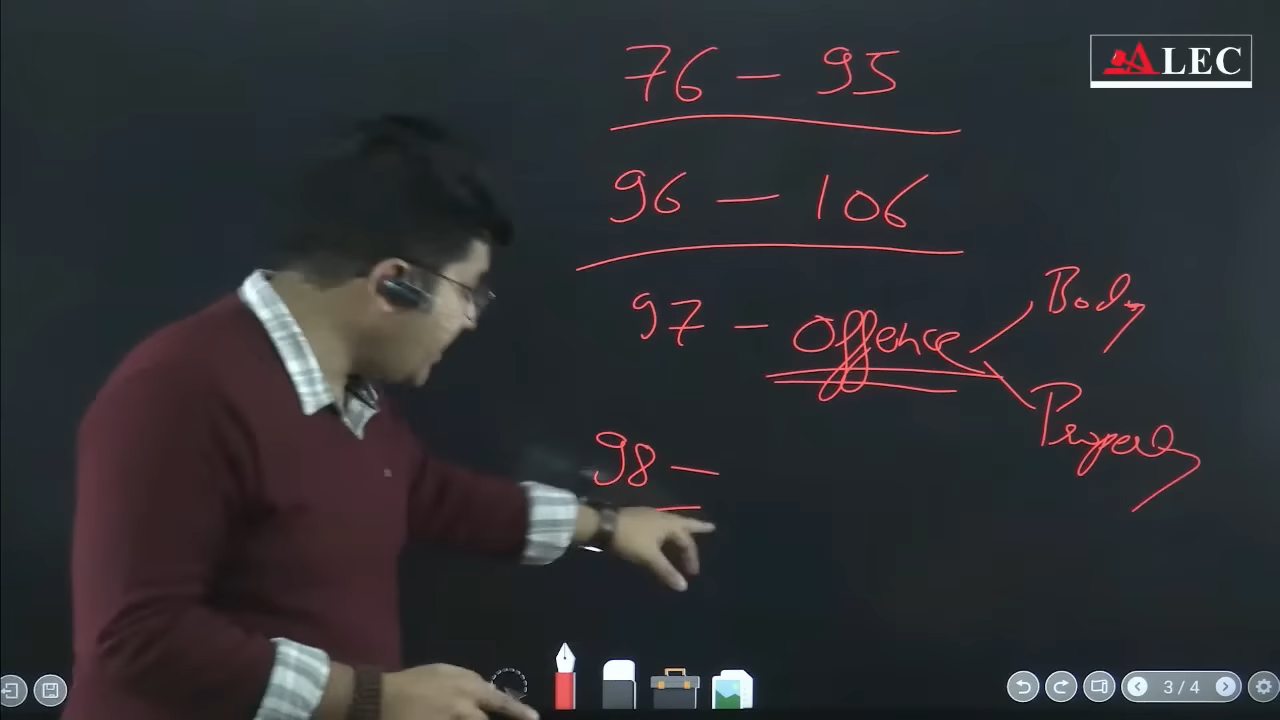 ALEC
76 - 95
96 - 106
97 - Offence
Body
Property
98 -
3 / 4